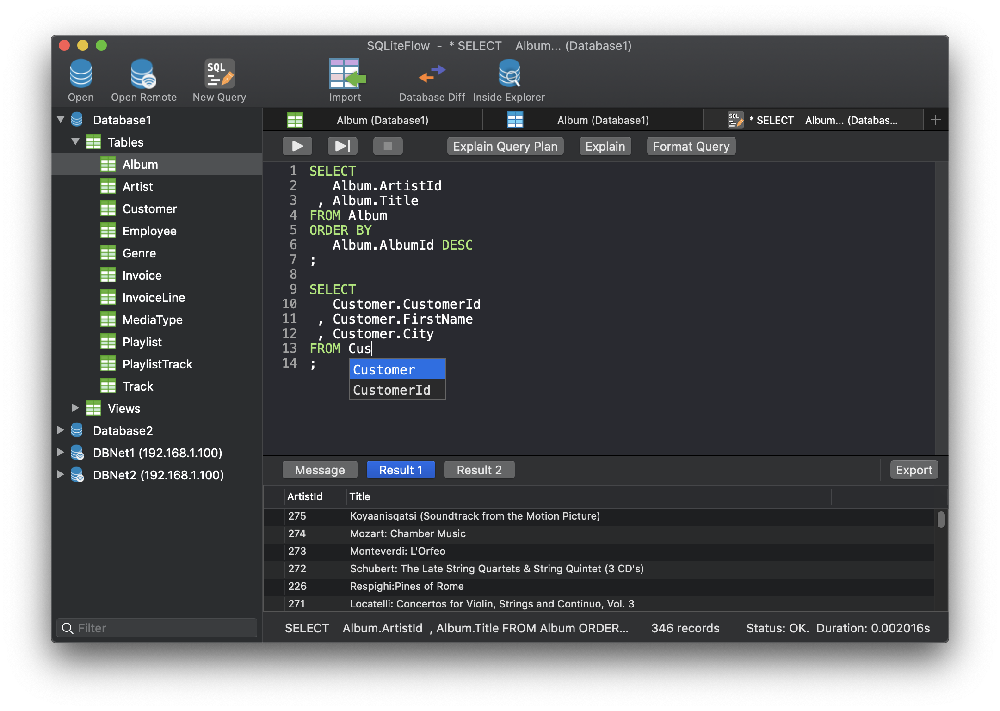 SQLiteFlow - * SELECT Album... (Database1)
Open
Open Remote
SQL
New Query
Import
Database Diff
Inside Explorer
Database1
Tables
Album
Artist
Customer
Employee
Genre
Invoice
InvoiceLine
MediaType
Playlist
PlaylistTrack
Track
Views
Database2
DBNet1 (192.168.1.100)
DBNet2 (192.168.1.100)
Filter
Album (Database1)
Album (Database1)
SQL
* SELECT Album... (Databas...
Explain Query Plan
Explain
Format Query
1 SELECT
2 Album.ArtistId
3 , Album.Title
4 FROM Album
5 ORDER BY
6 Album.AlbumId DESC
7 ;
8
9 SELECT
10 Customer.CustomerId
11 , Customer.FirstName
12 , Customer.City
13 FROM Cus
14 ;
Customer
CustomerId
Message
Result 1
Result 2
Export
ArtistId Title
275 Koyaanisqatsi (Soundtrack from the Motion Picture)
274 Mozart: Chamber Music
273 Monteverdi: L'Orfeo
272 Schubert: The Late String Quartets & String Quintet (3 CD's)
226 Respighi:Pines of Rome
271 Locatelli: Concertos for Violin, Strings and Continuo, Vol. 3
SELECT Album.ArtistId , Album.Title FROM Album ORDER... 346 records Status: OK. Duration: 0.002016s